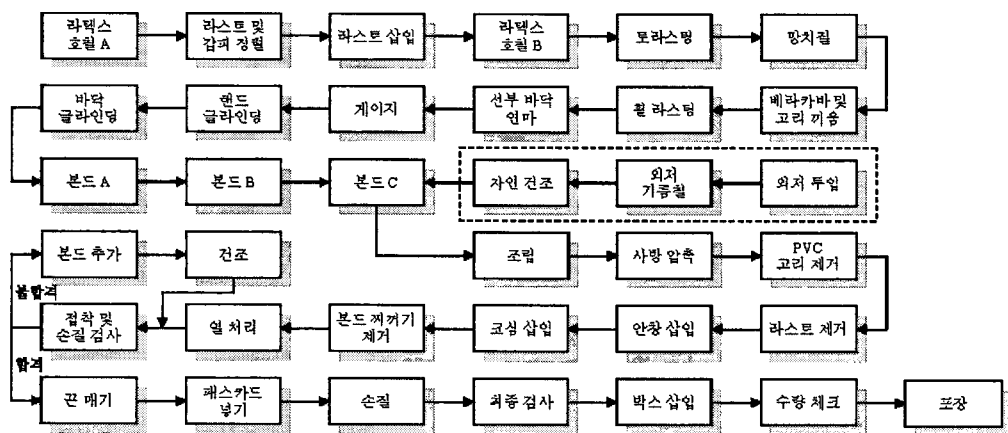 라텍스
호칠 A
라스트 및
갑피 정렬
라스트 삽입
라텍스
호칠 B
토라스팅
망치질
바닥
글라인딩
핸드
글라인딩
게이지
선부 바닥
연마
힐 라스팅
베라카바 및
고리 끼움
본드 A
본드 B
본드 C
자연 건조
외저
기름칠
외저 투입
본드 추가
건조
조립
사방 압축
PVC
고리 제거
불합격
접착 및
손질 검사
열 처리
본드 찌꺼기
제거
코심 삽입
안창 삽입
라스트 제거
합격
끈 매기
패스카드
넣기
손질
최종 검사
박스 삽입
수량 체크
포장